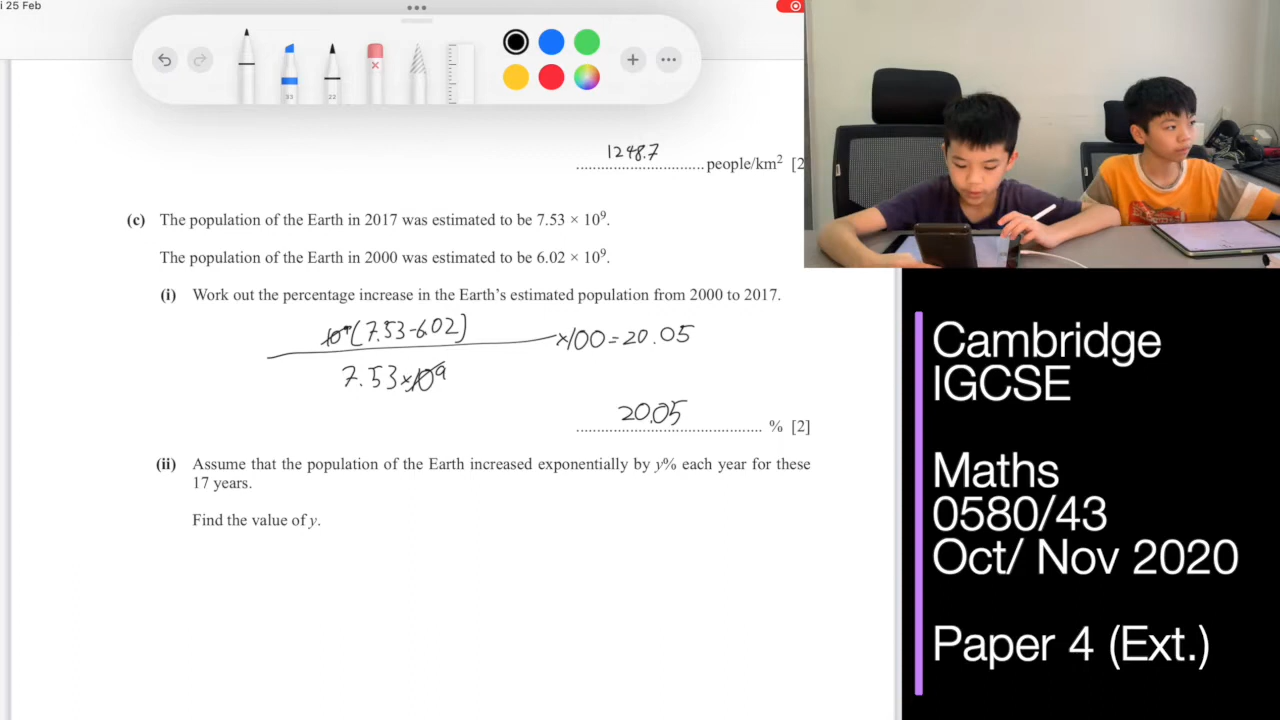 i 25 Feb
33
22
1248.7
people/km² [2
(c) The population of the Earth in 2017 was estimated to be 7.53 × 10⁹.
The population of the Earth in 2000 was estimated to be 6.02 × 10⁹.
(i) Work out the percentage increase in the Earth's estimated population from 2000 to 2017.
10⁹(7.53-6.02)
×100=20.05
7.53×10⁹
20.05
% [2]
(ii) Assume that the population of the Earth increased exponentially by y% each year for these
17 years.
Find the value of y.
Cambridge
IGCSE
Maths
0580/43
Oct/ Nov 2020
Paper 4 (Ext.)